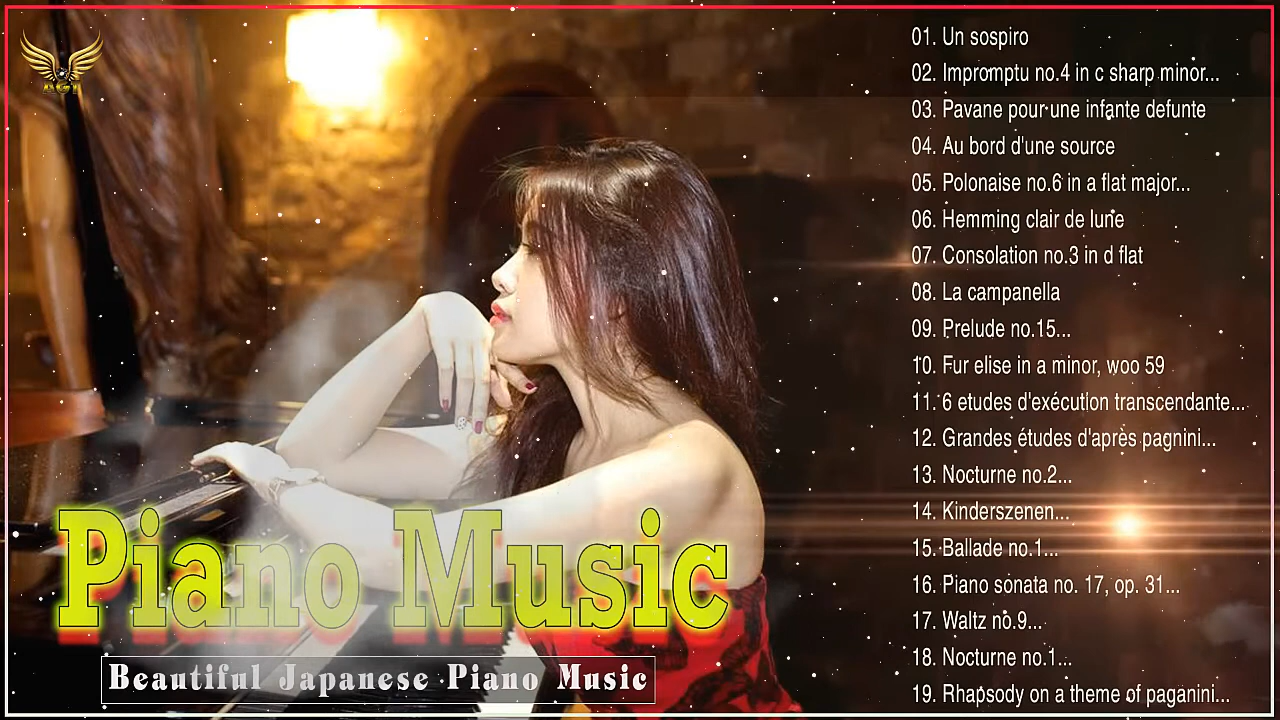 AGT
01. Un sospiro
02. Impromptu no.4 in c sharp minor...
03. Pavane pour une infante defunte
04. Au bord d'une source
05. Polonaise no.6 in a flat major...
06. Hemming clair de lune
07. Consolation no.3 in d flat
08. La campanella
09. Prelude no.15...
10. Fur elise in a minor, woo 59
11. 6 etudes d'exécution transcendante...
12. Grandes études d'après pagnini...
13. Nocturne no.2...
14. Kinderszenen...
15. Ballade no.1...
16. Piano sonata no. 17, op. 31...
17. Waltz no.9...
18. Nocturne no.1...
19. Rhapsody on a theme of paganini...
Piano Music
Beautiful Japanese Piano Music